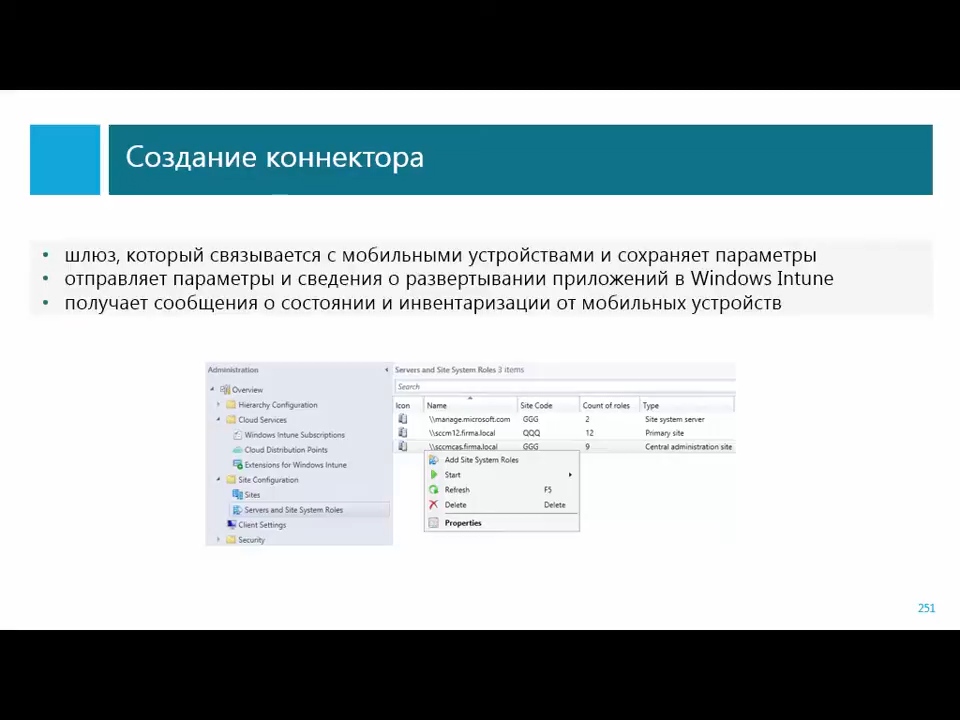 Создание коннектора
• шлюз, который связывается с мобильными устройствами и сохраняет параметры
• отправляет параметры и сведения о развертывании приложений в Windows Intune
• получает сообщения о состоянии и инвентаризации от мобильных устройств
Administration
Overview
Hierarchy Configuration
Cloud Services
Windows Intune Subscriptions
Cloud Distribution Points
Extensions for Windows Intune
Site Configuration
Sites
Servers and Site System Roles
Client Settings
Security
Servers and Site System Roles 3 items
Search
Icon Name Site Code Count of roles Type
\\manage.microsoft.com GGG 2 Site system server
\\sccm12.firma.local QQQ 12 Primary site
\\sccmcas.firma.local GGG 9 Central administration site
Add Site System Roles
Start
Refresh F5
Delete Delete
Properties
251